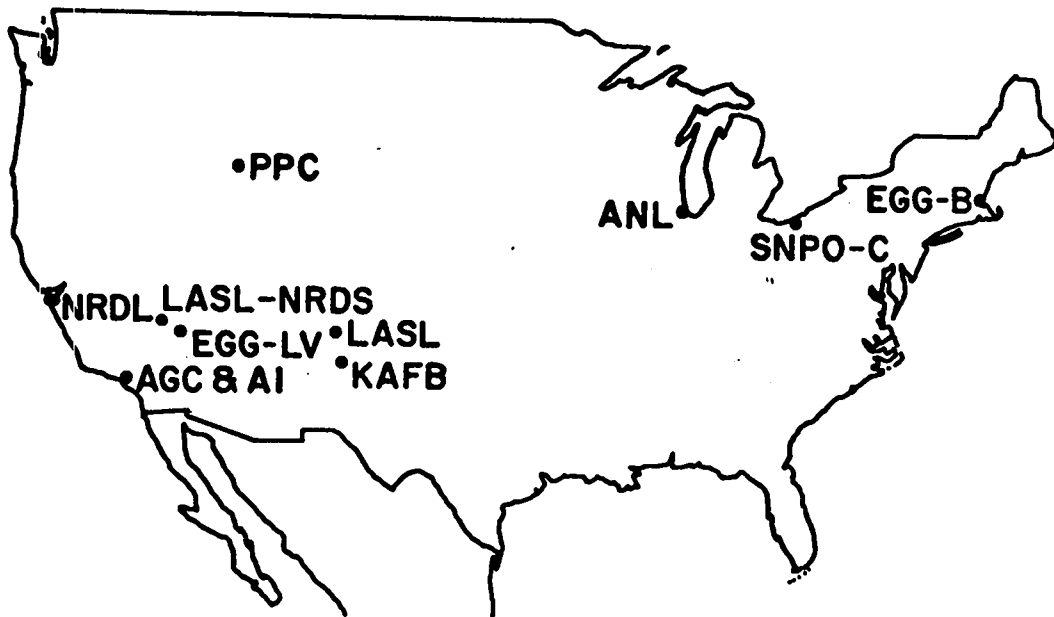 PPC
ANL
EGG-B
SNPO-C
NRDL
LASL-NRDS
EGG-LV
LASL
AGC & AI
KAFB